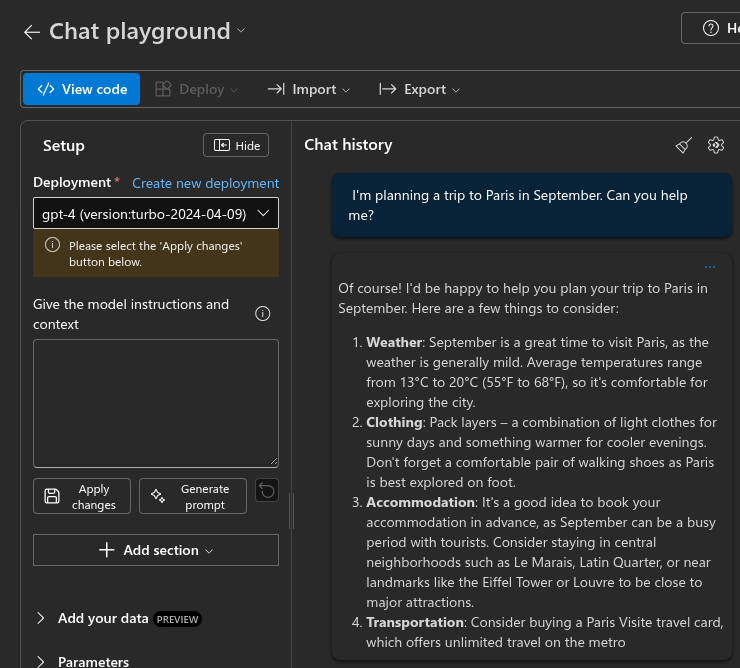 Chat playground
He
View code
Deploy
Import
Export
Setup
Hide
Deployment *
Create new deployment
gpt-4 (version:turbo-2024-04-09)
Please select the 'Apply changes'
button below.
Give the model instructions and
context
Apply
changes
Generate
prompt
Add section
Add your data PREVIEW
Parameters
Chat history
I'm planning a trip to Paris in September. Can you help
me?
Of course! I'd be happy to help you plan your trip to Paris in
September. Here are a few things to consider:
1. Weather: September is a great time to visit Paris, as the
weather is generally mild. Average temperatures range
from 13°C to 20°C (55°F to 68°F), so it's comfortable for
exploring the city.
2. Clothing: Pack layers – a combination of light clothes for
sunny days and something warmer for cooler evenings.
Don't forget a comfortable pair of walking shoes as Paris
is best explored on foot.
3. Accommodation: It's a good idea to book your
accommodation in advance, as September can be a busy
period with tourists. Consider staying in central
neighborhoods such as Le Marais, Latin Quarter, or near
landmarks like the Eiffel Tower or Louvre to be close to
major attractions.
4. Transportation: Consider buying a Paris Visite travel card,
which offers unlimited travel on the metro